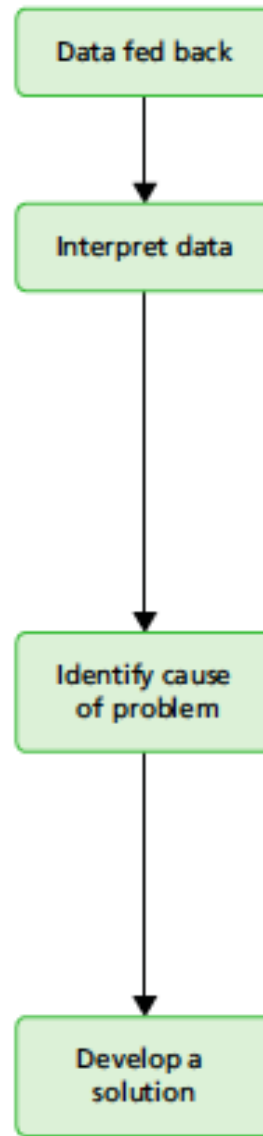 Data fed back
Interpret data
Identify cause
of problem
Develop a
solution